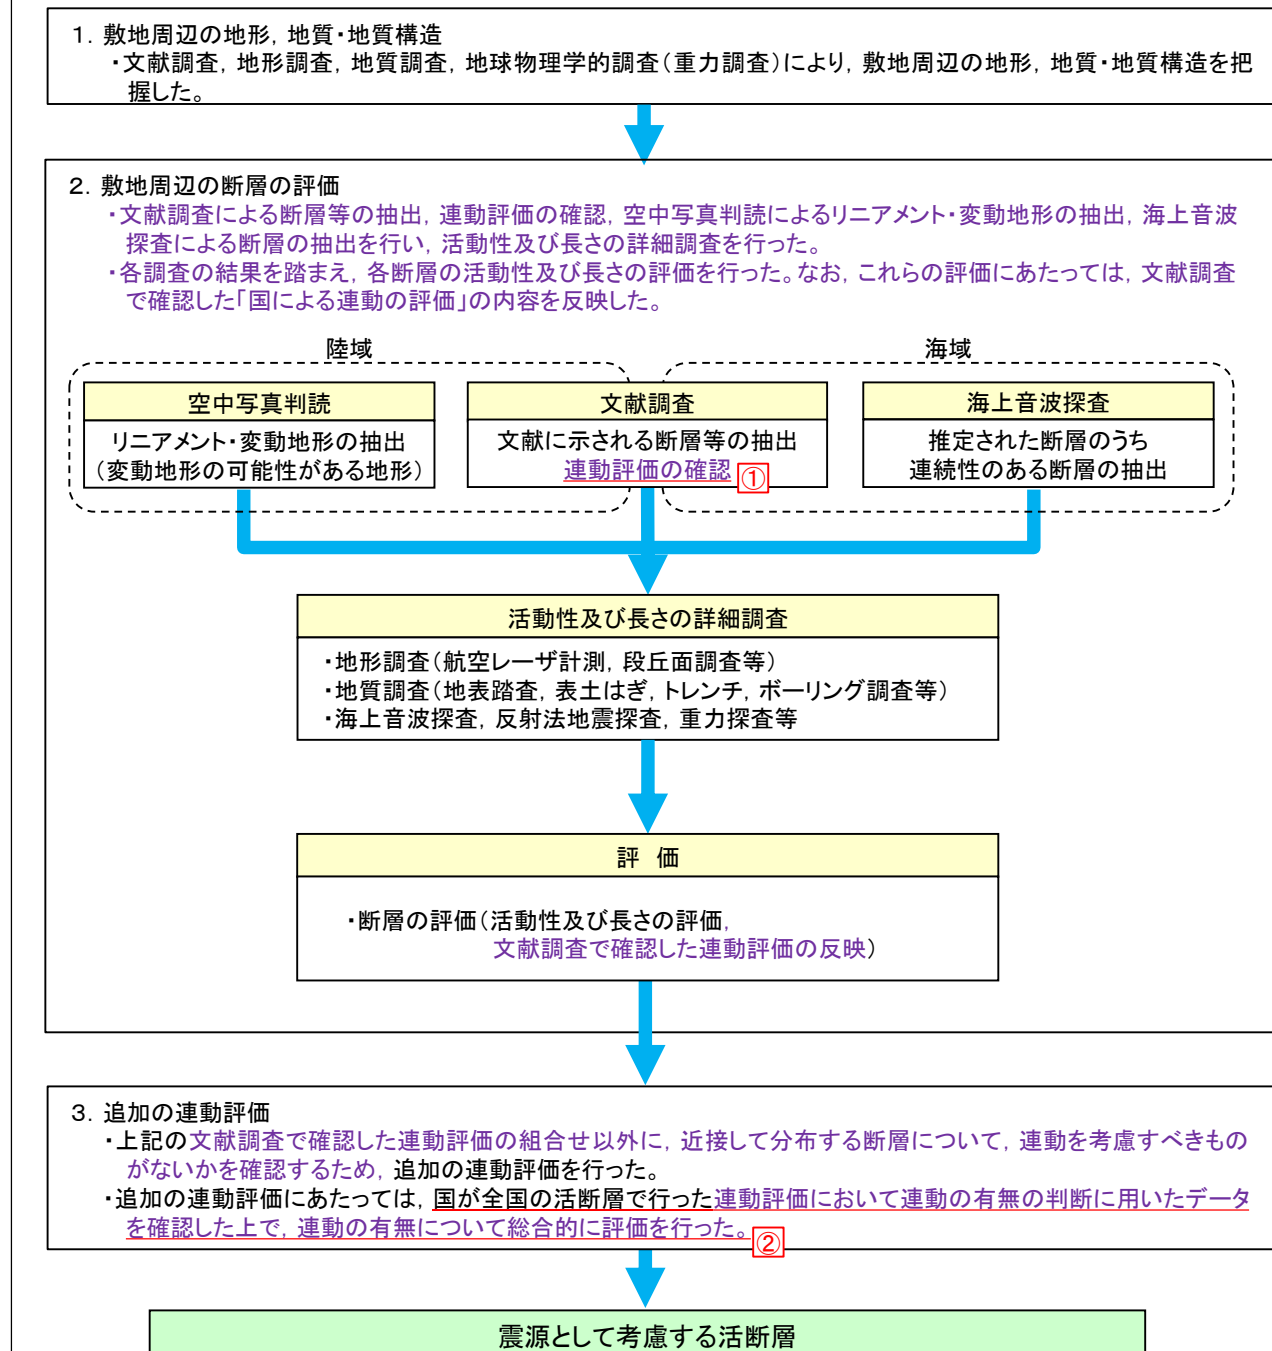 1. 敷地周辺の地形，地質・地質構造
・文献調査，地形調査，地質調査，地球物理学的調査（重力調査）により，敷地周辺の地形，地質・地質構造を把
握した。
2. 敷地周辺の断層の評価
・文献調査による断層等の抽出，連動評価の確認，空中写真判読によるリニアメント・変動地形の抽出，海上音波
探査による断層の抽出を行い，活動性及び長さの詳細調査を行った。
・各調査の結果を踏まえ，各断層の活動性及び長さの評価を行った。なお，これらの評価にあたっては，文献調査
で確認した「国による連動の評価」の内容を反映した。
陸域
海域
空中写真判読
リニアメント・変動地形の抽出
（変動地形の可能性がある地形）
文献調査
文献に示される断層等の抽出
連動評価の確認 ①
海上音波探査
推定された断層のうち
連続性のある断層の抽出
活動性及び長さの詳細調査
・地形調査（航空レーザ計測，段丘面調査等）
・地質調査（地表踏査，表土はぎ，トレンチ，ボーリング調査等）
・海上音波探査，反射法地震探査，重力探査等
評 価
・断層の評価（活動性及び長さの評価，
文献調査で確認した連動評価の反映）
3. 追加の連動評価
・上記の文献調査で確認した連動評価の組合せ以外に，近接して分布する断層について，連動を考慮すべきもの
がないかを確認するため，追加の連動評価を行った。
・追加の連動評価にあたっては，国が全国の活断層で行った連動評価において連動の有無の判断に用いたデータ
を確認した上で，連動の有無について総合的に評価を行った。 ②
震源として考慮する活断層